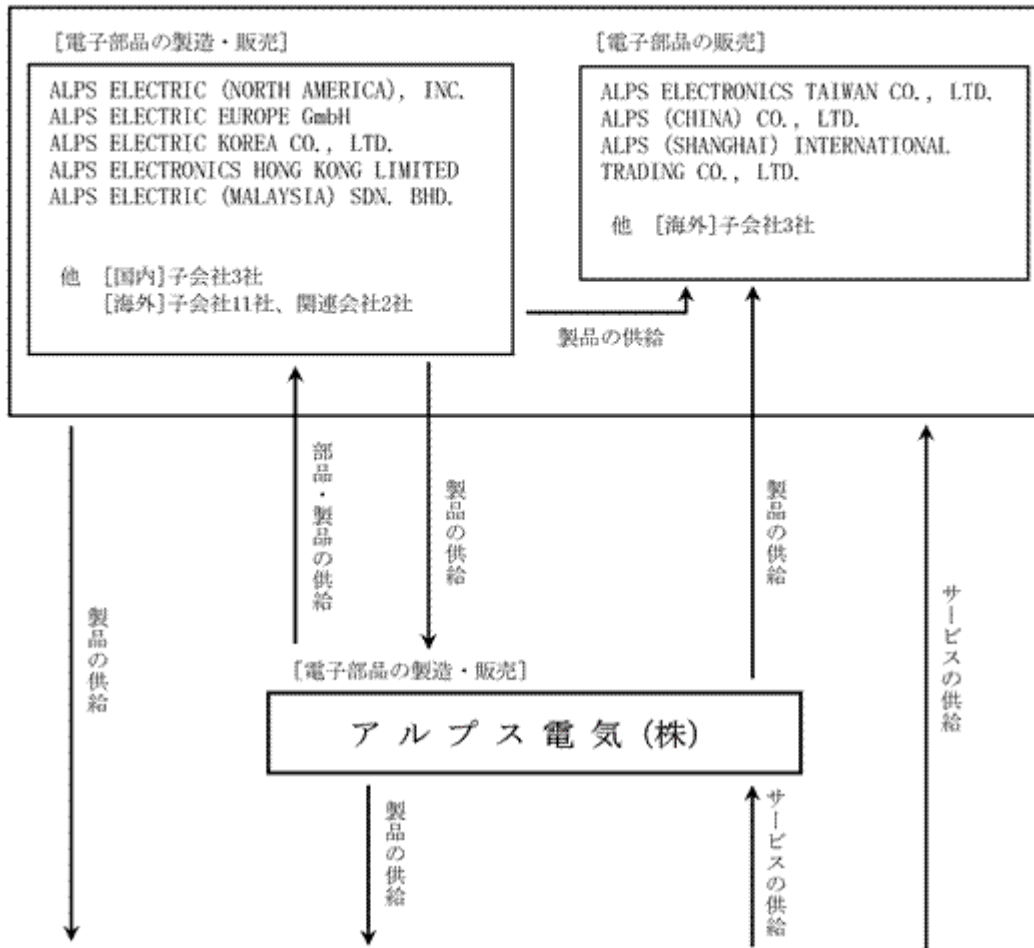 [電子部品の製造・販売]
ALPS ELECTRIC (NORTH AMERICA), INC.
ALPS ELECTRIC EUROPE GmbH
ALPS ELECTRIC KOREA CO., LTD.
ALPS ELECTRONICS HONG KONG LIMITED
ALPS ELECTRIC (MALAYSIA) SDN. BHD.
他 [国内]子会社3社
[海外]子会社11社、関連会社2社
[電子部品の販売]
ALPS ELECTRONICS TAIWAN CO., LTD.
ALPS (CHINA) CO., LTD.
ALPS (SHANGHAI) INTERNATIONAL
TRADING CO., LTD.
他 [海外]子会社3社
製品の供給
部品・製品の供給
製品の供給
製品の供給
製品の供給
サービスの供給
[電子部品の製造・販売]
アルプス電気(株)
製品の供給
サービスの供給